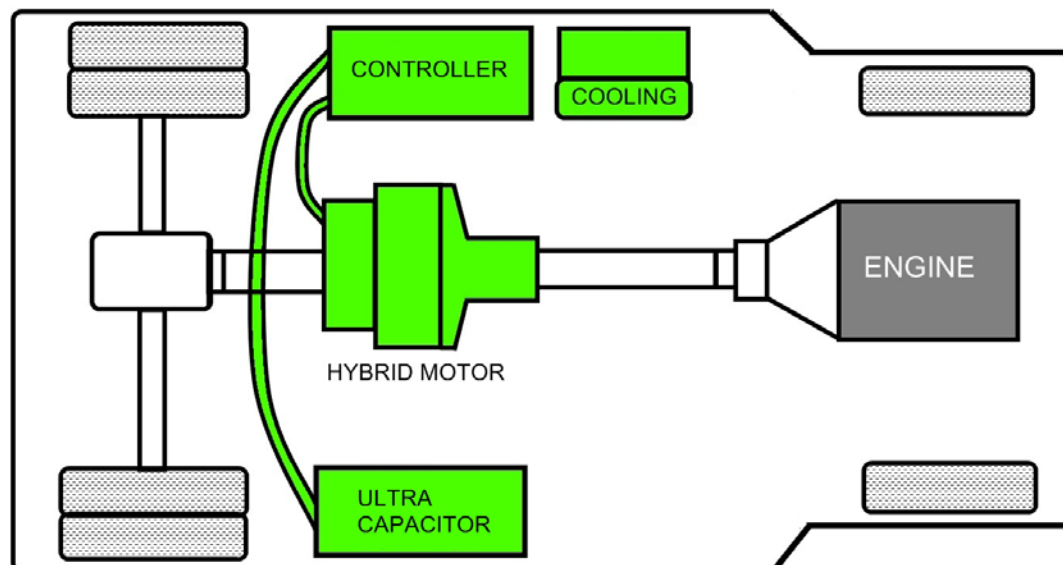 CONTROLLER
COOLING
ENGINE
HYBRID MOTOR
ULTRA
CAPACITOR